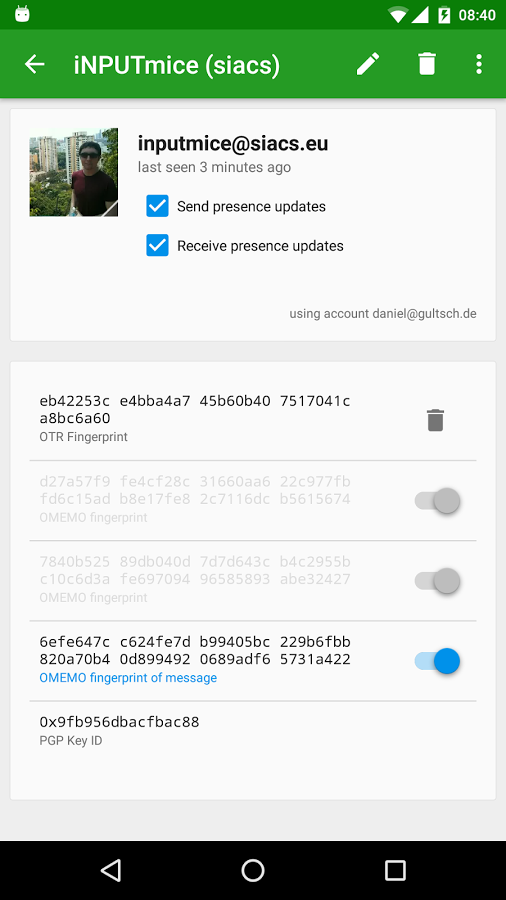 08:40
iNPUTmice (siacs)
inputmice@siacs.eu
last seen 3 minutes ago
Send presence updates
Receive presence updates
using account daniel@gultsch.de
eb42253c e4bba4a7 45b60b40 7517041c
a8bc6a60
OTR Fingerprint
d27a57f9 fe4cf28c 31660aa6 22c977fb
fd6c15ad b8e17fe8 2c7116dc b5615674
OMEMO fingerprint
7840b525 89db040d 7d7d643c b4c2955b
c10c6d3a fe697094 96585893 abe32427
OMEMO fingerprint
6efe647c c624fe7d b99405bc 229b6fbb
820a70b4 0d899492 0689adf6 5731a422
OMEMO fingerprint of message
0x9fb956dbacfbac88
PGP Key ID